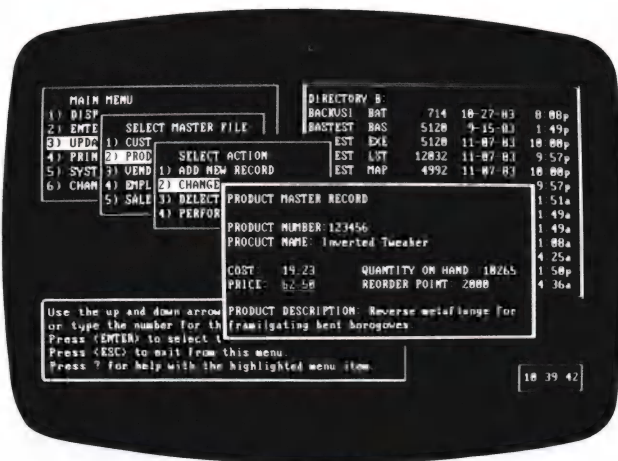 MAIN MENU
1) DISP
2) ENTE
3) UPDA
4) PRIN
5) SYST
6) CHAN
SELECT MASTER FILE
1) CUST
2) PROD
3) VEND
4) EMPL
5) SALE
SELECT ACTION
1) ADD NEW RECORD
2) CHANGE
3) DELECT
4) PERFOR
DIRECTORY B:
BACKUS1 BAT 714 10-27-83 8 08p
BASTEST BAS 5120 9-15-83 1 49p
EST EXE 5120 11-07-83 10 00p
EST LST 12032 11-07-83 9 57p
EST MAP 4992 11-07-83 10 00p
9 57p
1 51a
1 49a
1 49a
1 08a
4 25a
1 50p
4 36a
PRODUCT MASTER RECORD
PRODUCT NUMBER: 123456
PROCUCT NAME: Inverted Tweaker
COST 19.23 QUANTITY ON HAND 10265
PRICE: 62.50 REORDER POINT 2000
PRODUCT DESCRIPTION: Reverse metaflange for
framilgating bent borogowes
Use the up and down arrow
or type the number for th
Press <ENTER> to select t
Press <ESC> to exit from this menu.
Press ? for help with the highlighted menu item
10 39 42